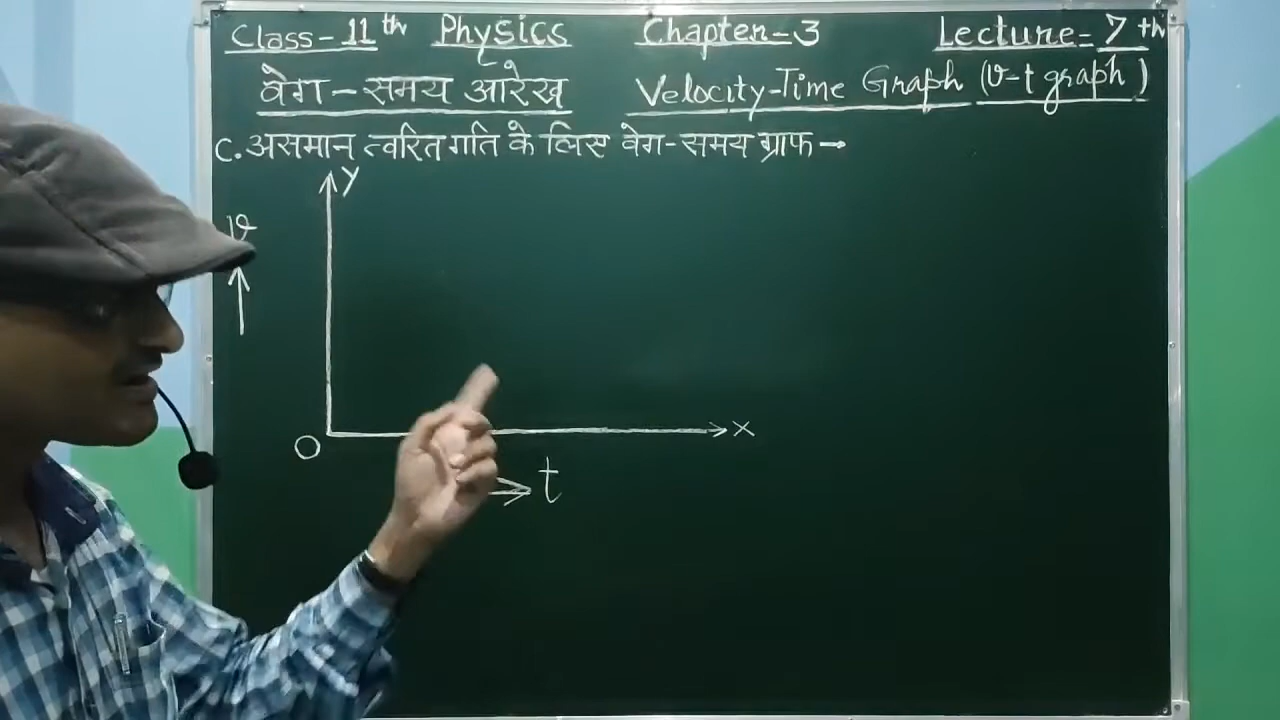 Class-11th Physics Chapter-3 Lecture-7th
वेग-समय आरेख Velocity-Time Graph (v-t graph)
C. असमान त्वरित गति के लिए वेग-समय ग्राफ→
y
v
O
x
t